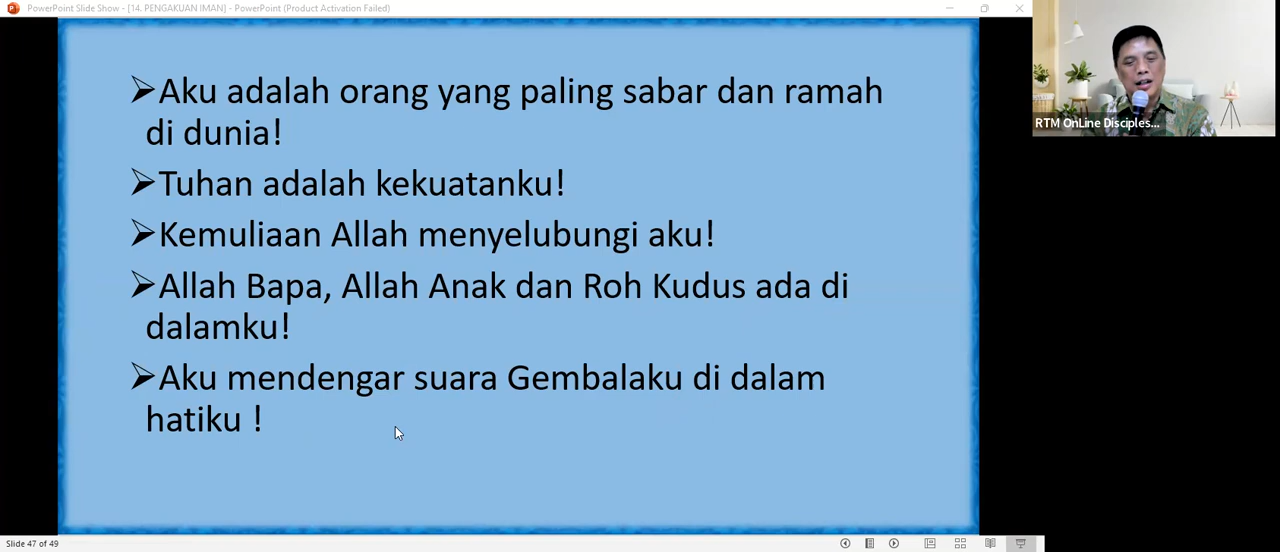 PowerPoint Slide Show - [14. PENGAKUAN IMAN] - PowerPoint (Product Activation Failed)
➢Aku adalah orang yang paling sabar dan ramah
di dunia!
➢Tuhan adalah kekuatanku!
➢Kemuliaan Allah menyelubungi aku!
➢Allah Bapa, Allah Anak dan Roh Kudus ada di
dalamku!
➢Aku mendengar suara Gembalaku di dalam
hatiku !
RTM OnLine Disciples...
Slide 47 of 49